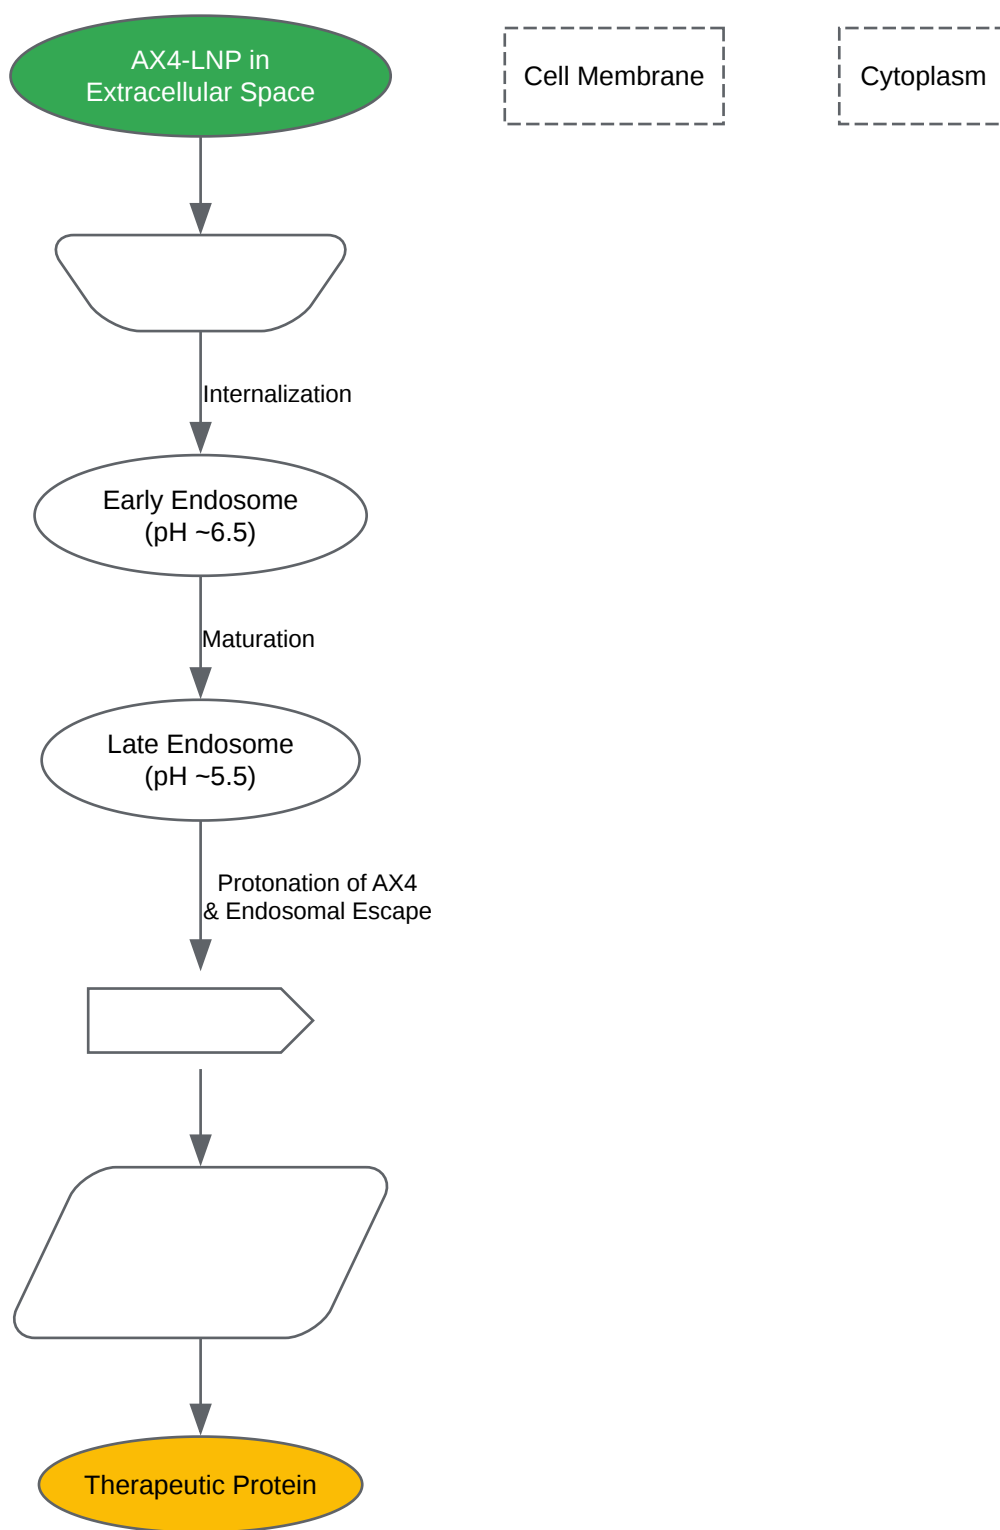 AX4-LNP in
Extracellular Space
Cell Membrane
Cytoplasm
Internalization
Early Endosome
(pH ~6.5)
Maturation
Late Endosome
(pH ~5.5)
Protonation of AX4
& Endosomal Escape
Therapeutic Protein